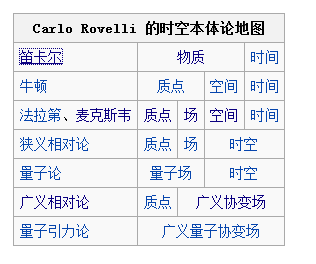 Carlo Rovelli 的时空本体论地图
笛卡尔 物质 时间
牛顿 质点 空间 时间
法拉第、麦克斯韦 质点 场 空间 时间
狭义相对论 质点 场 时空
量子论 量子场 时空
广义相对论 质点 广义协变场
量子引力论 广义量子协变场